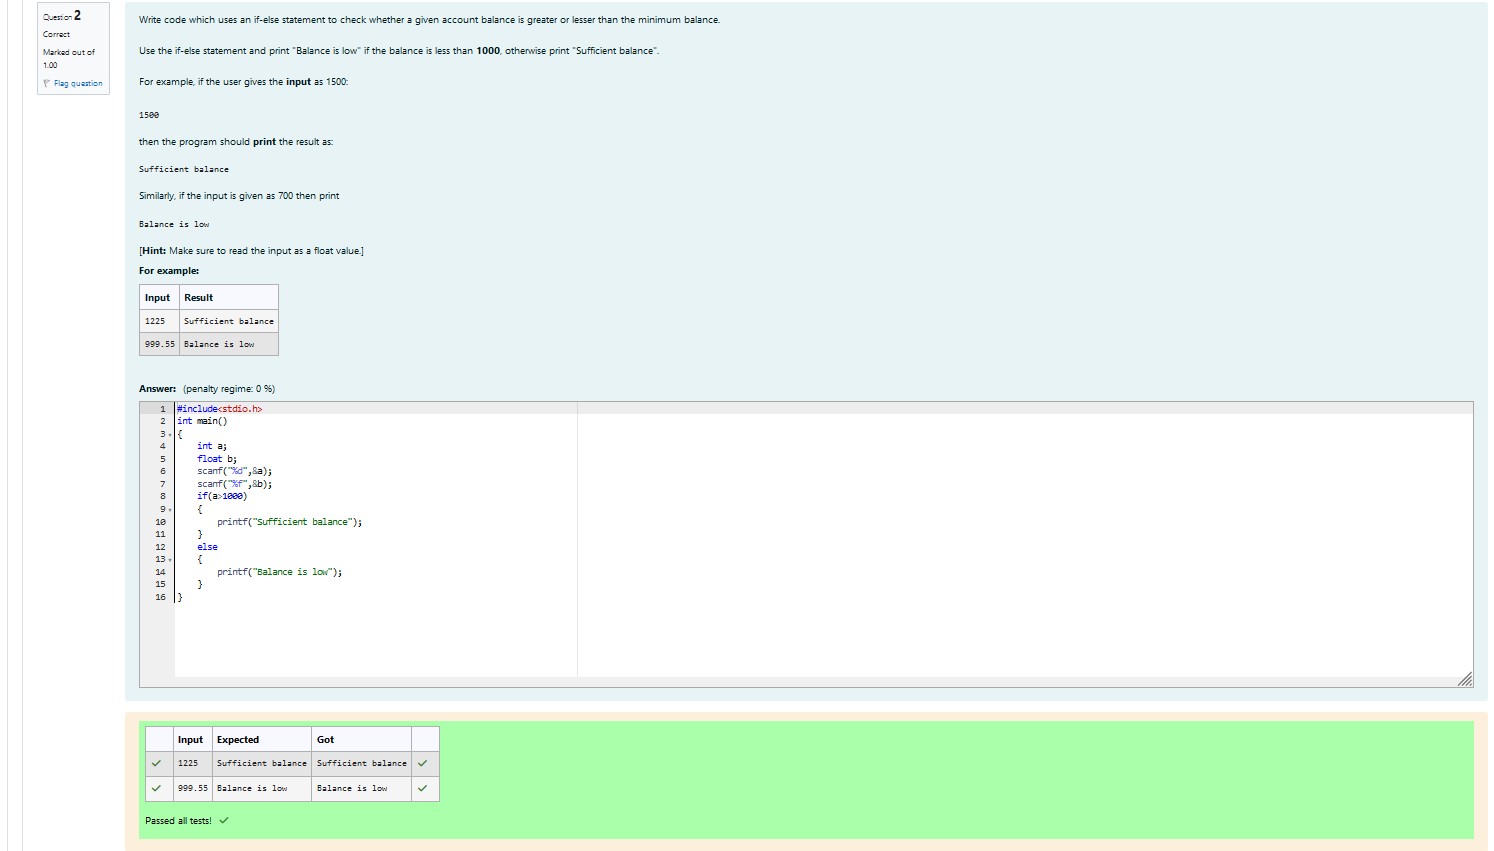 Question 2
Correct
Marked out of
1.00
Flag question
Write code which uses an if-else statement to check whether a given account balance is greater or lesser than the minimum balance.
Use the if-else statement and print "Balance is low" if the balance is less than 1000, otherwise print "Sufficient balance".
For example, if the user gives the input as 1500:
1500
then the program should print the result as:
Sufficient balance
Similarly, if the input is given as 700 then print
Balance is low
[Hint: Make sure to read the input as a float value.]
For example:
Input Result
1225 Sufficient balance
999.55 Balance is low
Answer: (penalty regime: 0 %)
1 #include<stdio.h>
2 int main()
3 {
4 int a;
5 float b;
6 scanf("%d",&a);
7 scanf("%f",&b);
8 if(a>1000)
9 {
10 printf("Sufficient balance");
11 }
12 else
13 {
14 printf("Balance is low");
15 }
16 }
Input Expected Got
1225 Sufficient balance Sufficient balance
999.55 Balance is low Balance is low
Passed all tests!